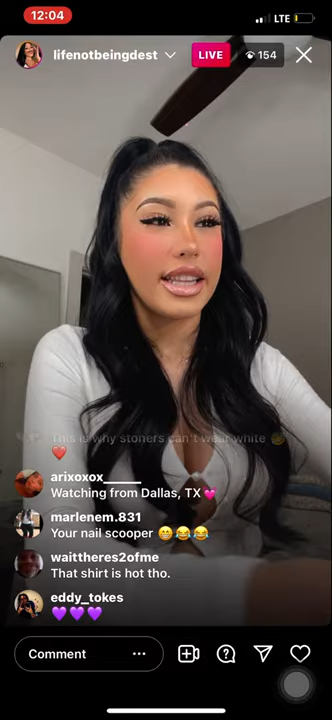 12:04
LTE
lifenotbeingdest
LIVE
154
This is why stoners can't wear white
arixoxox_____
Watching from Dallas, TX💕
marlenem.831
Your nail scooper 😁😂😂
waittheres2ofme
That shirt is hot tho.
eddy_tokes
💜💜💜
Comment